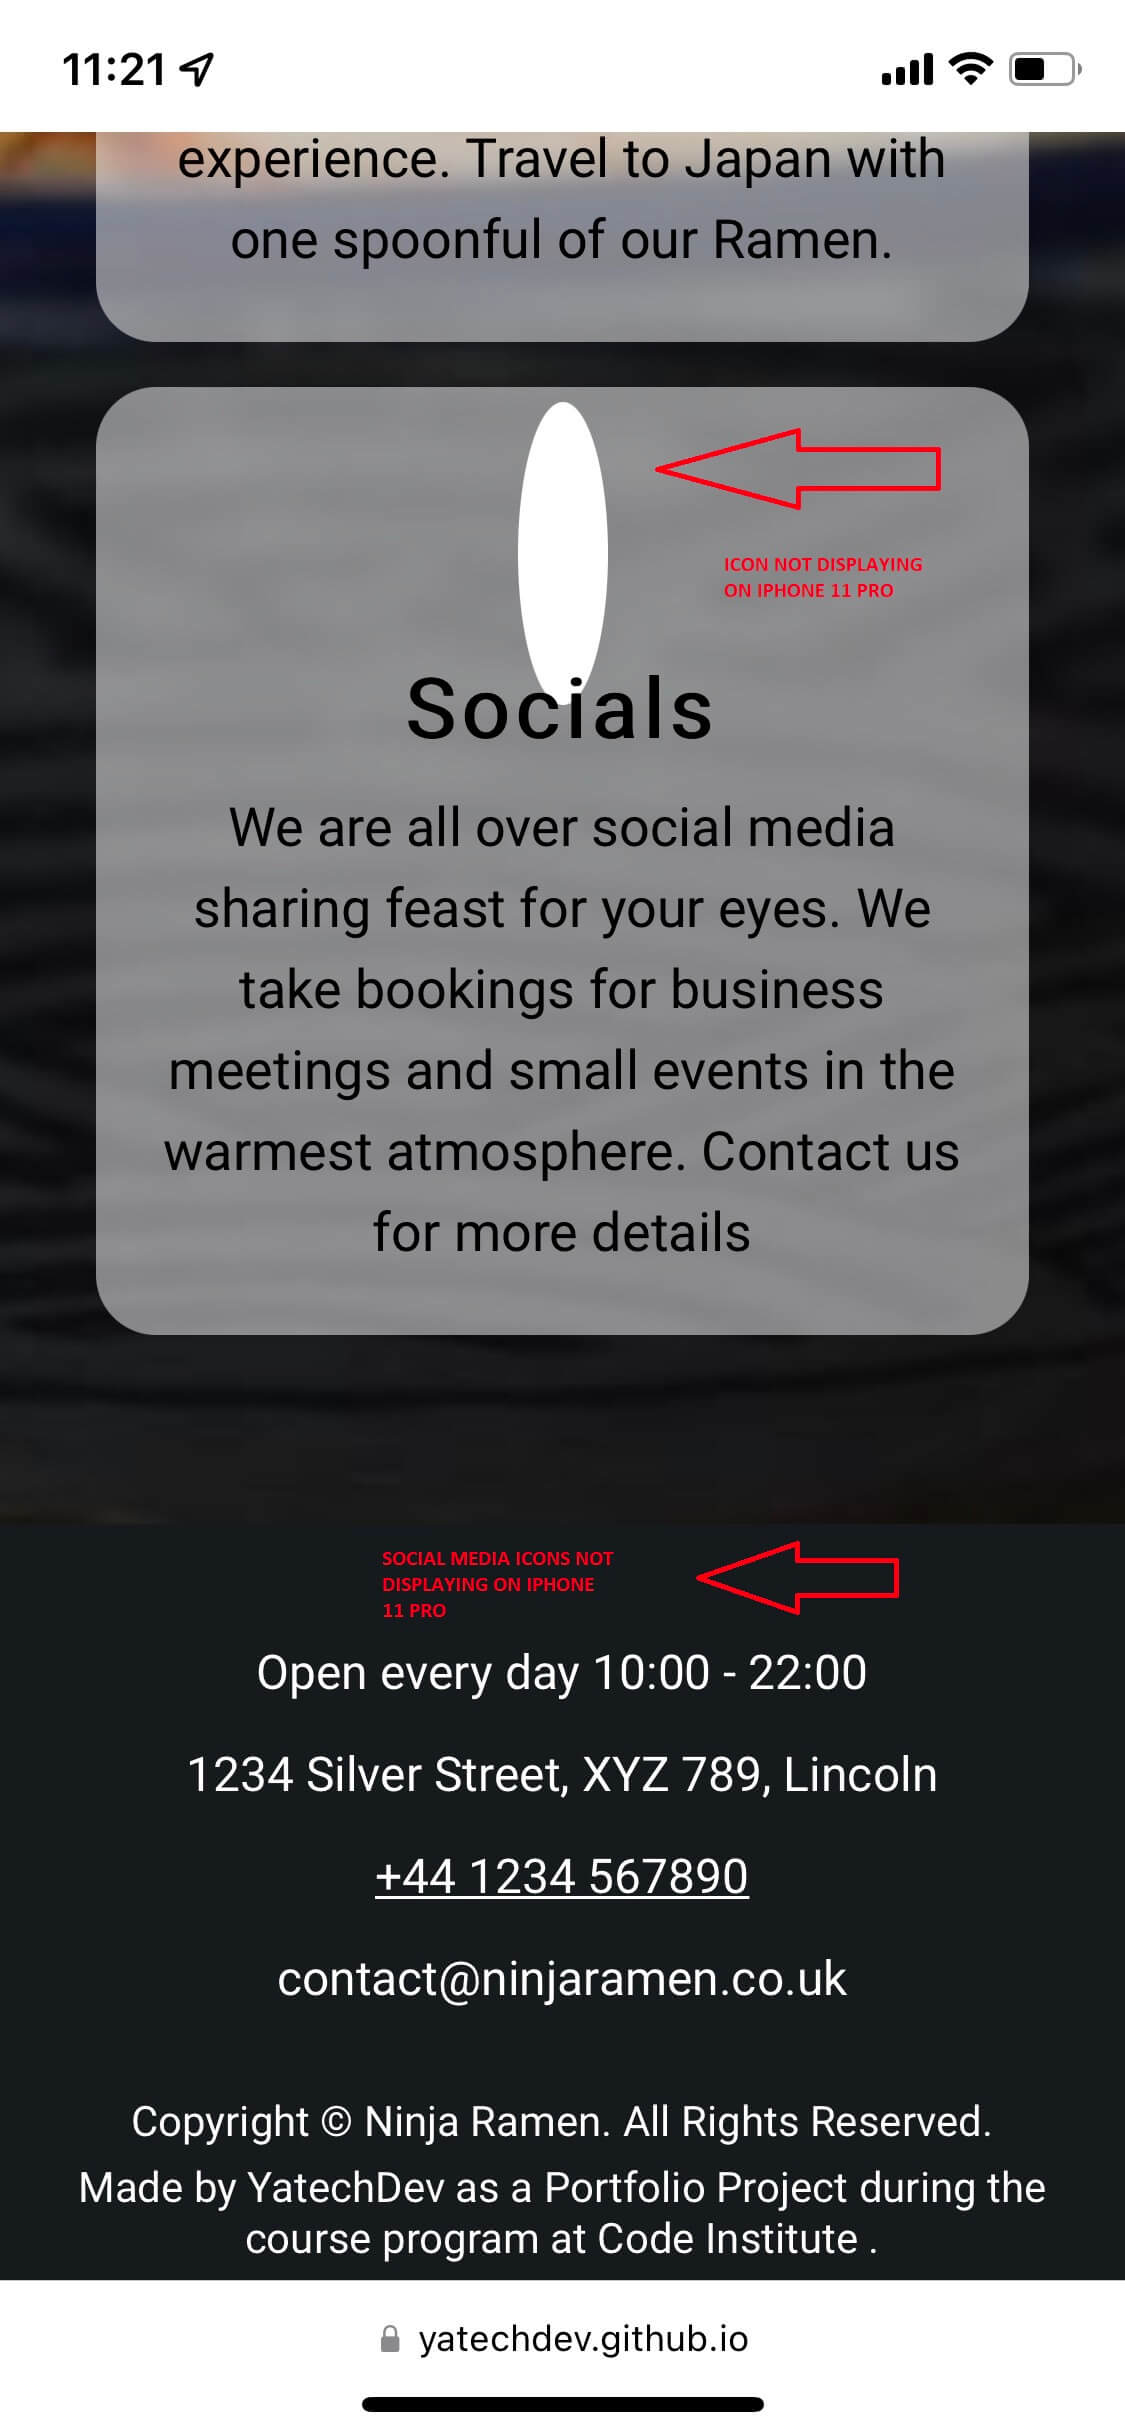 11:21
experience. Travel to Japan with
one spoonful of our Ramen.
ICON NOT DISPLAYING
ON IPHONE 11 PRO
Socials
We are all over social media
sharing feast for your eyes. We
take bookings for business
meetings and small events in the
warmest atmosphere. Contact us
for more details
SOCIAL MEDIA ICONS NOT
DISPLAYING ON IPHONE
11 PRO
Open every day 10:00 - 22:00
1234 Silver Street, XYZ 789, Lincoln
+44 1234 567890
contact@ninjaramen.co.uk
Copyright © Ninja Ramen. All Rights Reserved.
Made by YatechDev as a Portfolio Project during the
course program at Code Institute .
yatechdev.github.io